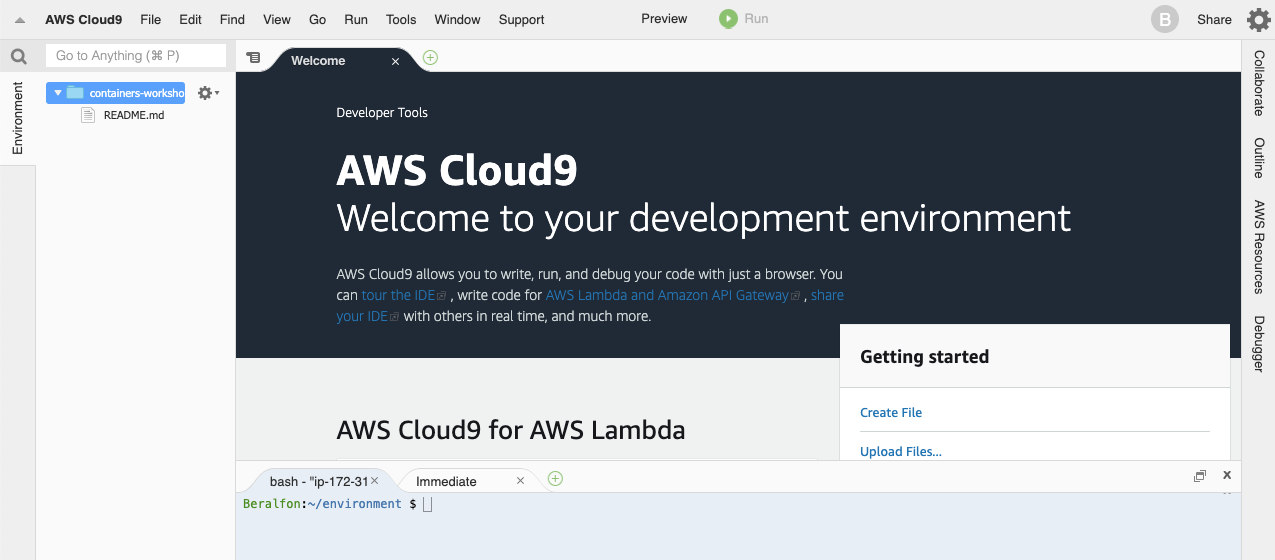 AWS Cloud9 File Edit Find View Go Run Tools Window Support Preview Run B Share
Go to Anything (⌘ P)
Environment
containers-worksho
README.md
Welcome
Developer Tools
AWS Cloud9
Welcome to your development environment
AWS Cloud9 allows you to write, run, and debug your code with just a browser. You
can tour the IDE , write code for AWS Lambda and Amazon API Gateway , share
your IDE with others in real time, and much more.
Getting started
Create File
Upload Files...
AWS Cloud9 for AWS Lambda
bash - "ip-172-31 Immediate
Beralfon:~/environment $
Collaborate
Outline
AWS Resources
Debugger